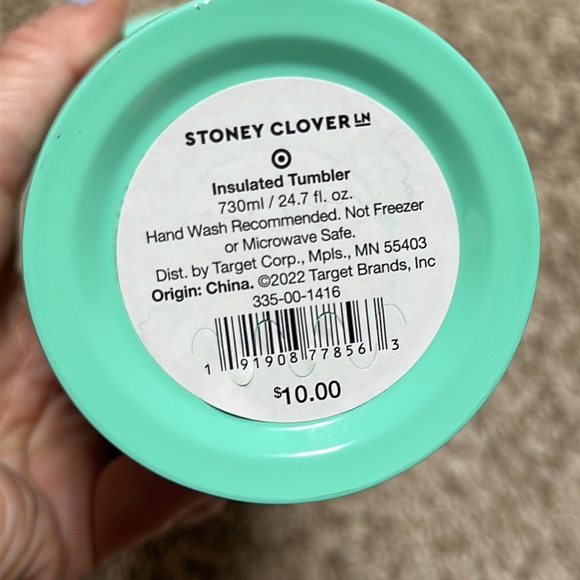 STONEY CLOVER LN
Insulated Tumbler
730ml / 24.7 fl. oz.
Hand Wash Recommended. Not Freezer
or Microwave Safe.
Dist. by Target Corp., Mpls., MN 55403
Origin: China. ©2022 Target Brands, Inc
335-00-1416
1 91908 77856 3
$10.00